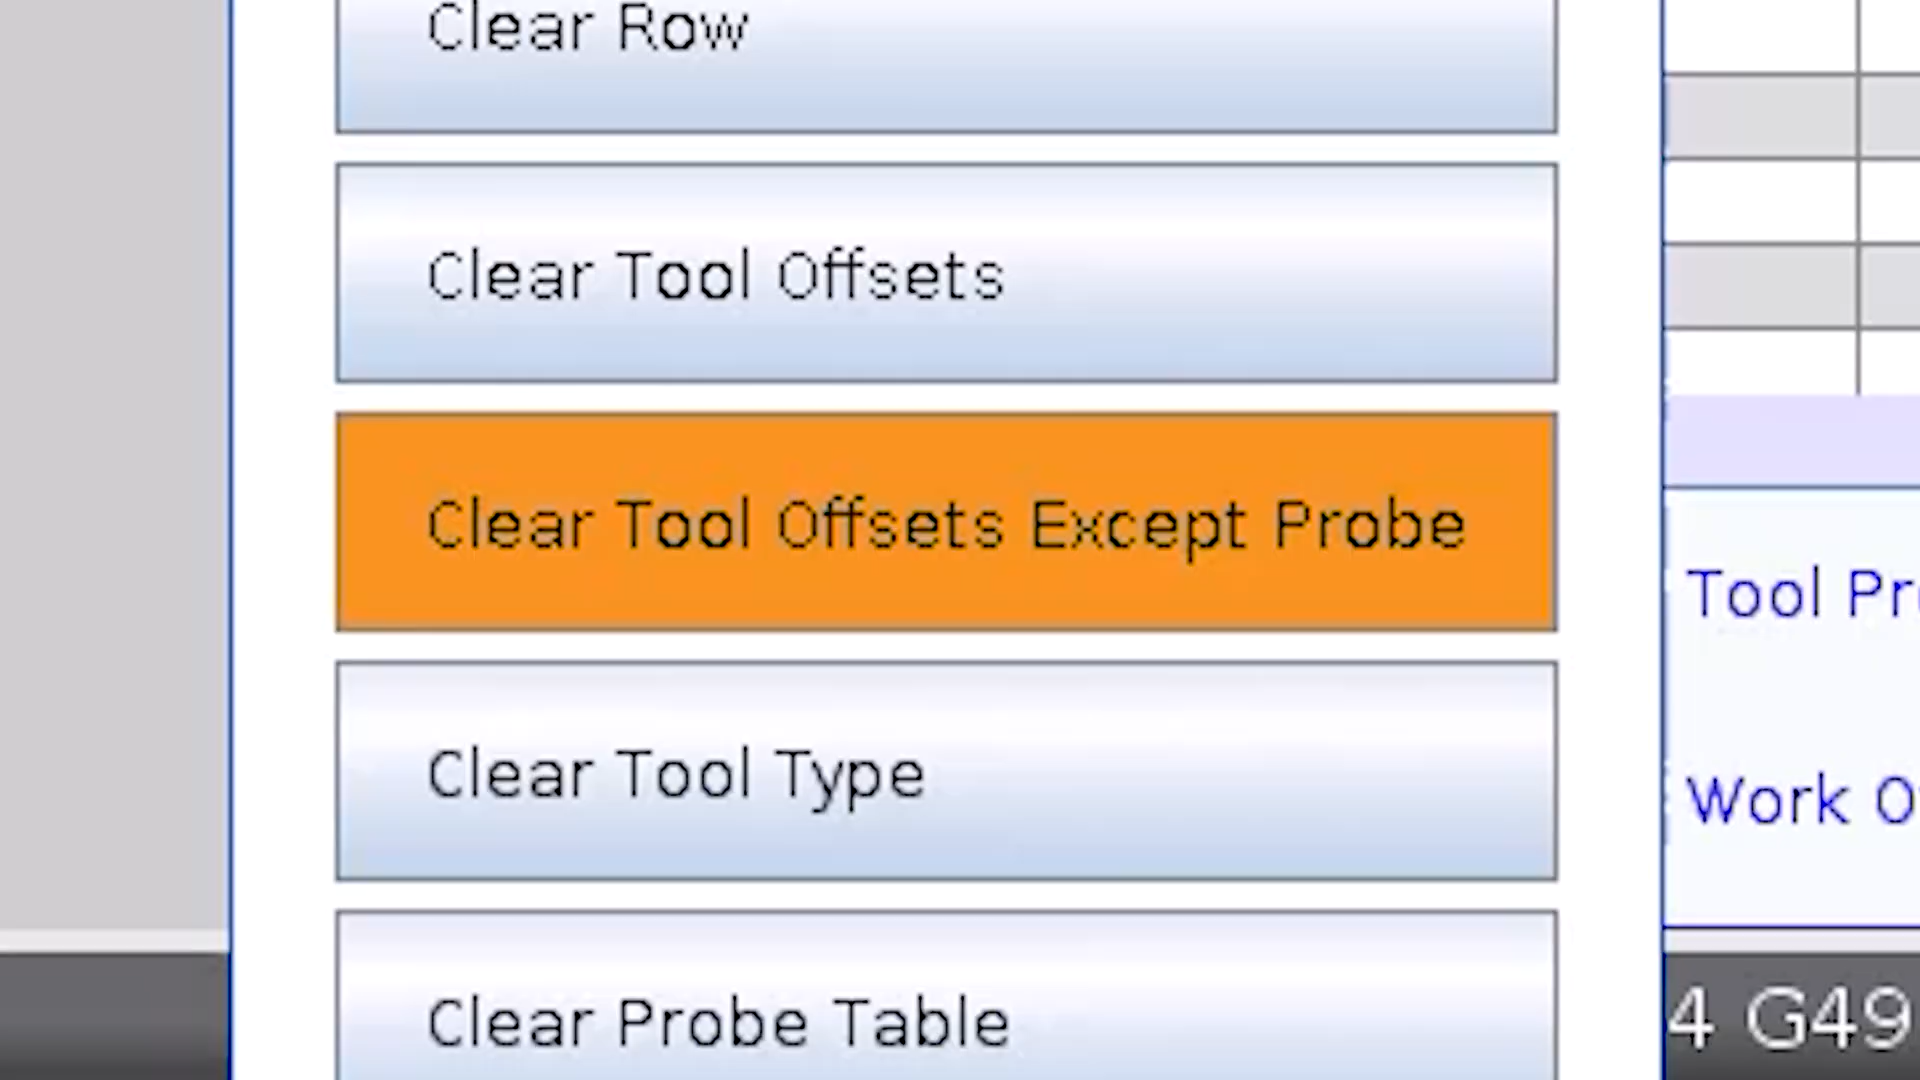 Clear Row
Clear Tool Offsets
Clear Tool Offsets Except Probe
Clear Tool Type
Clear Probe Table
Tool
Work
4 G49